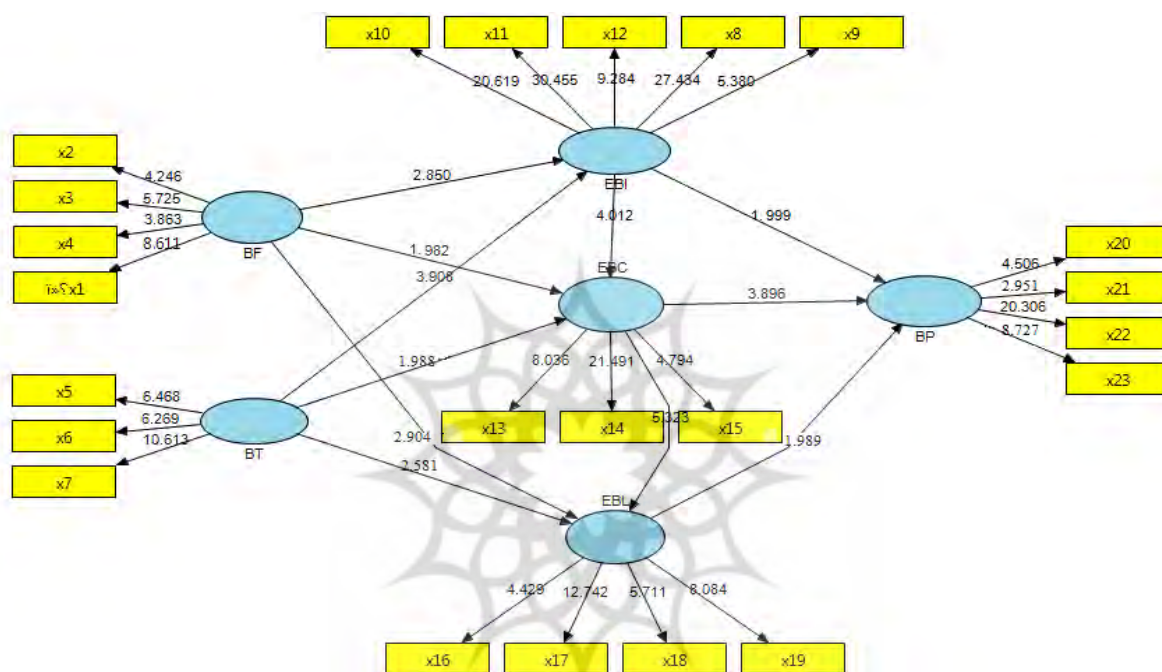 x10
x11
x12
x8
x9
20.619
30.455
9.284
27.434
5.380
x2
x3
x4
ï»؟x1
4.246
5.725
3.863
8.611
BF
2.850
EBI
4.012
1.999
1.982
3.908
EBC
3.896
x20
x21
x22
x23
4.506
2.951
20.306
8.727
BP
x5
x6
x7
6.468
6.269
10.613
BT
1.988
8.036
21.491
4.794
x13
x14
x15
5.323
2.904
2.581
1.989
EBL
4.429
12.742
5.711
8.084
x16
x17
x18
x19